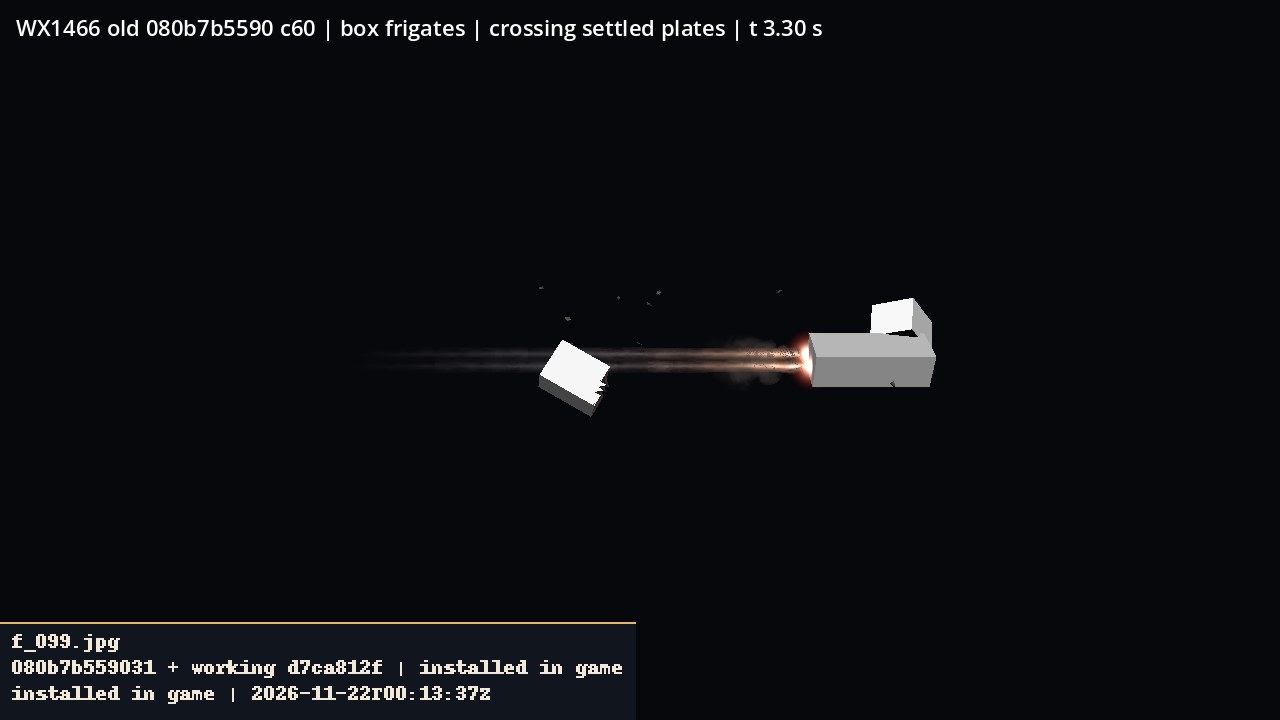 WX1466 old 080b7b5590 c60 | box frigates | crossing settled plates | t 3.30 s
f_099.jpg
080b7b559031 + working d7ca812f | installed in game
installed in game | 2026-11-22T00:13:37Z